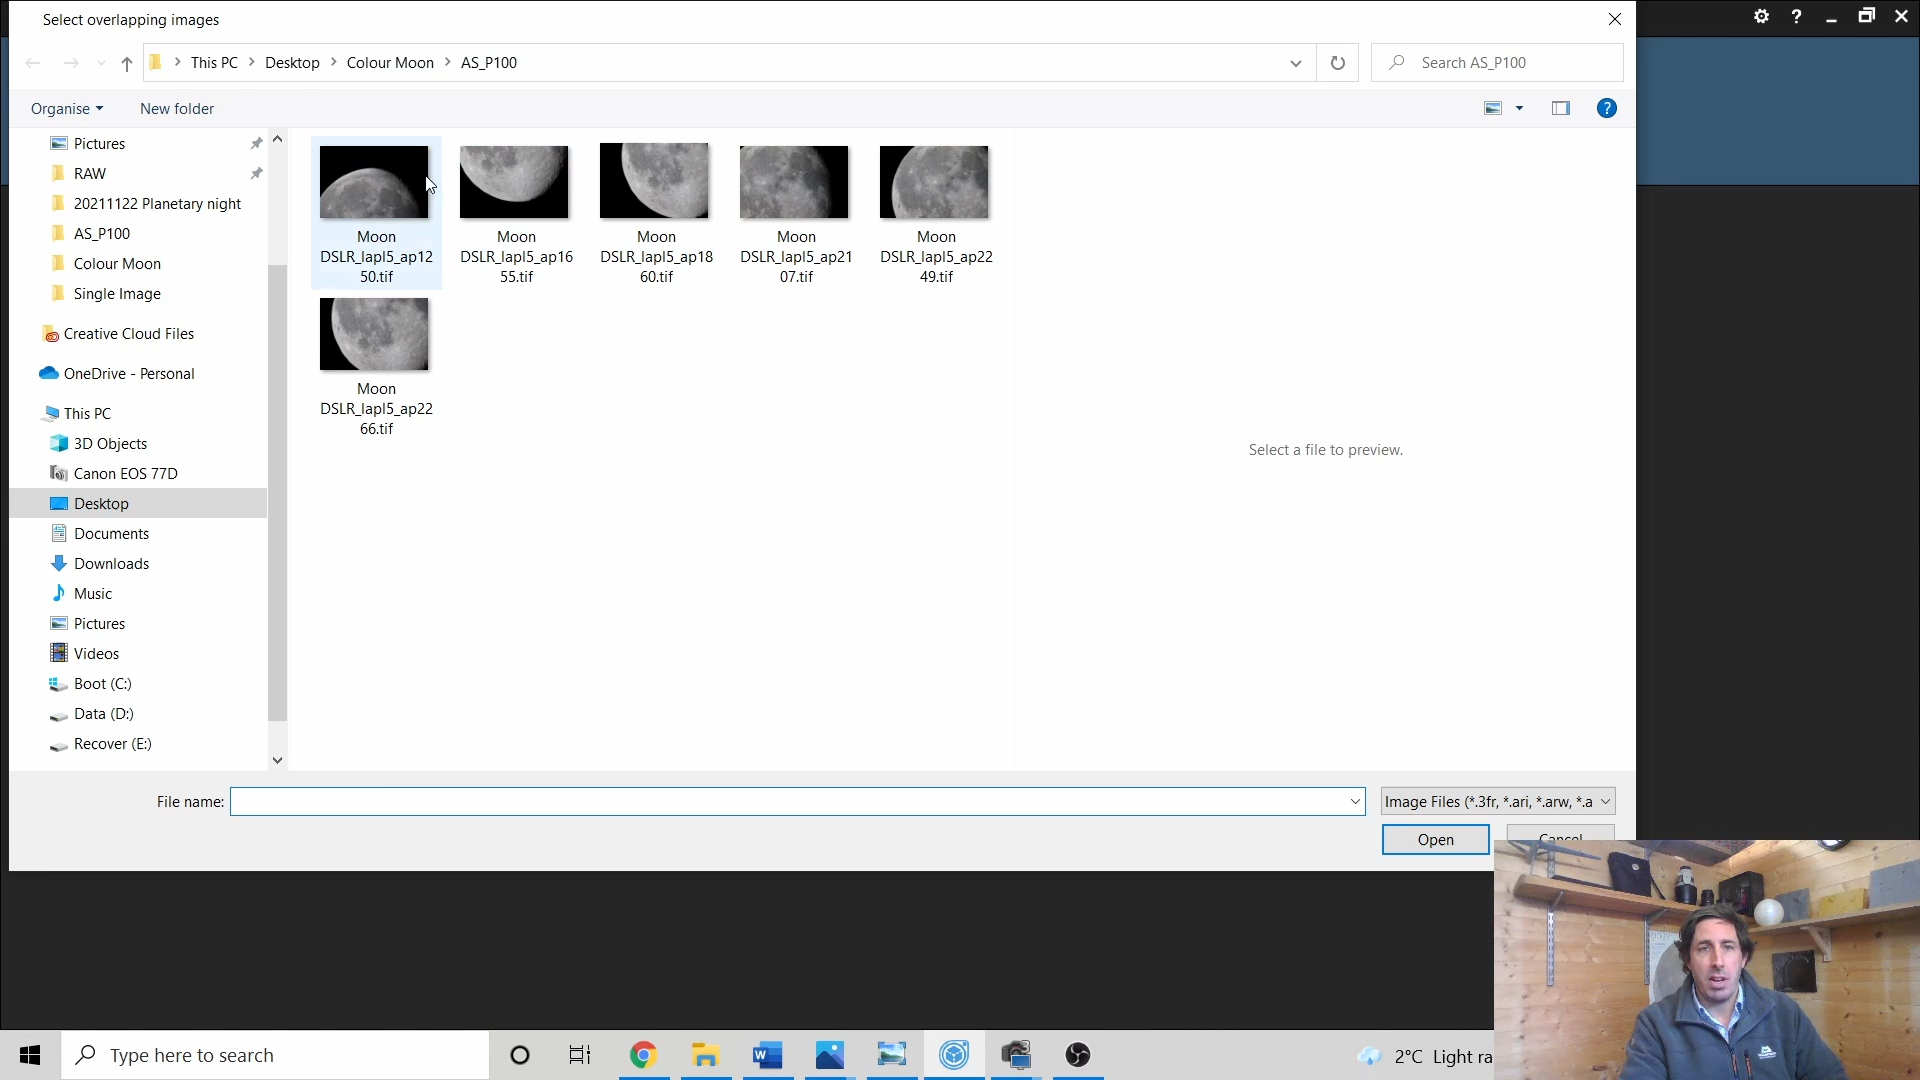 Select overlapping images
This PC > Desktop > Colour Moon > AS_P100
Search AS_P100
Organise
New folder
?
Pictures
RAW
20211122 Planetary night
AS_P100
Colour Moon
Single Image
Creative Cloud Files
OneDrive - Personal
This PC
3D Objects
Canon EOS 77D
Desktop
Documents
Downloads
Music
Pictures
Videos
Boot (C:)
Data (D:)
Recover (E:)
Moon
DSLR_lapl5_ap12
50.tif
Moon
DSLR_lapl5_ap16
55.tif
Moon
DSLR_lapl5_ap18
60.tif
Moon
DSLR_lapl5_ap21
07.tif
Moon
DSLR_lapl5_ap22
49.tif
Moon
DSLR_lapl5_ap22
66.tif
Select a file to preview.
File name:
Image Files (*.3fr, *.ari, *.arw, *.a
Open
Cancel
Type here to search
W
2°C Light ra